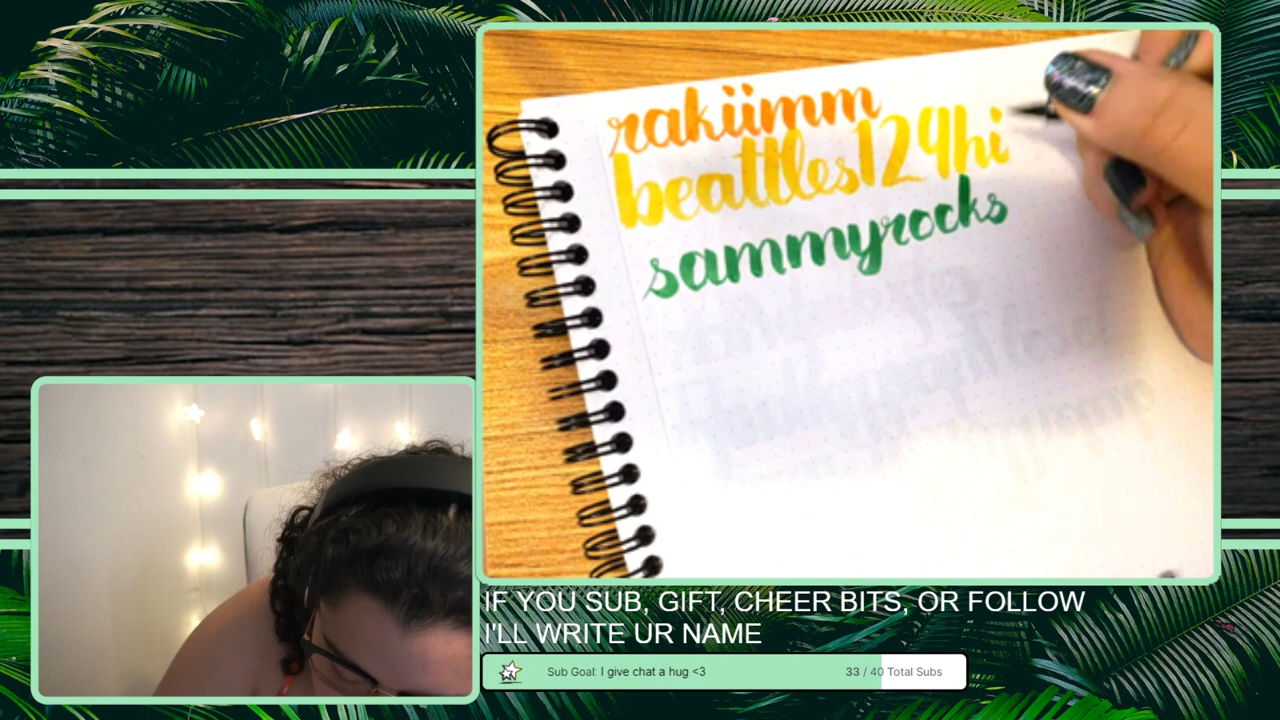 rakiimm
beattles129hi
sammyrocks
IF YOU SUB, GIFT, CHEER BITS, OR FOLLOW
I'LL WRITE UR NAME
Sub Goal: I give chat a hug <3 33 / 40 Total Subs